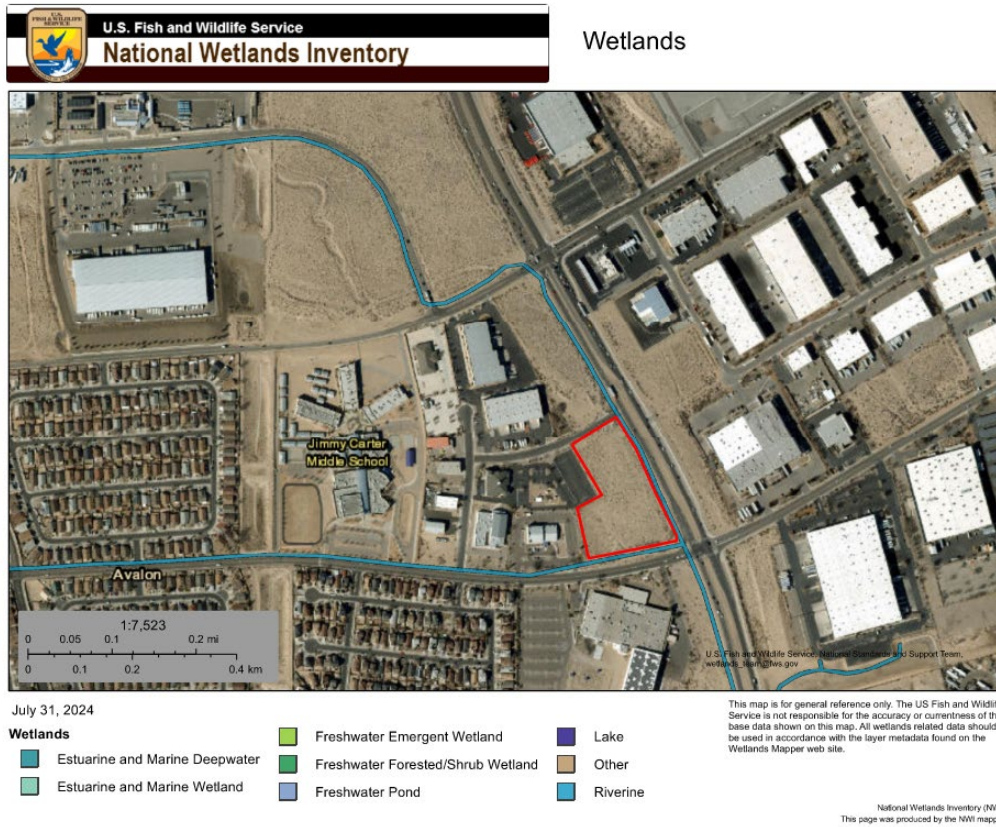 U.S.
FISH & WILDLIFE
SERVICE
U.S. Fish and Wildlife Service
National Wetlands Inventory
Wetlands
Jimmy Carter
Middle School
Avalon
1:7,523
0 0.05 0.1 0.2 mi
0 0.1 0.2 0.4 km
U.S. Fish and Wildlife Service, National Standards and Support Team,
wetlands_team@fws.gov
July 31, 2024
Wetlands
Estuarine and Marine Deepwater
Estuarine and Marine Wetland
Freshwater Emergent Wetland
Freshwater Forested/Shrub Wetland
Freshwater Pond
Lake
Other
Riverine
This map is for general reference only. The US Fish and Wildlif
Service is not responsible for the accuracy or currentness of th
base data shown on this map. All wetlands related data should
be used in accordance with the layer metadata found on the
Wetlands Mapper web site.
National Wetlands Inventory (NW
This page was produced by the NWI mapp